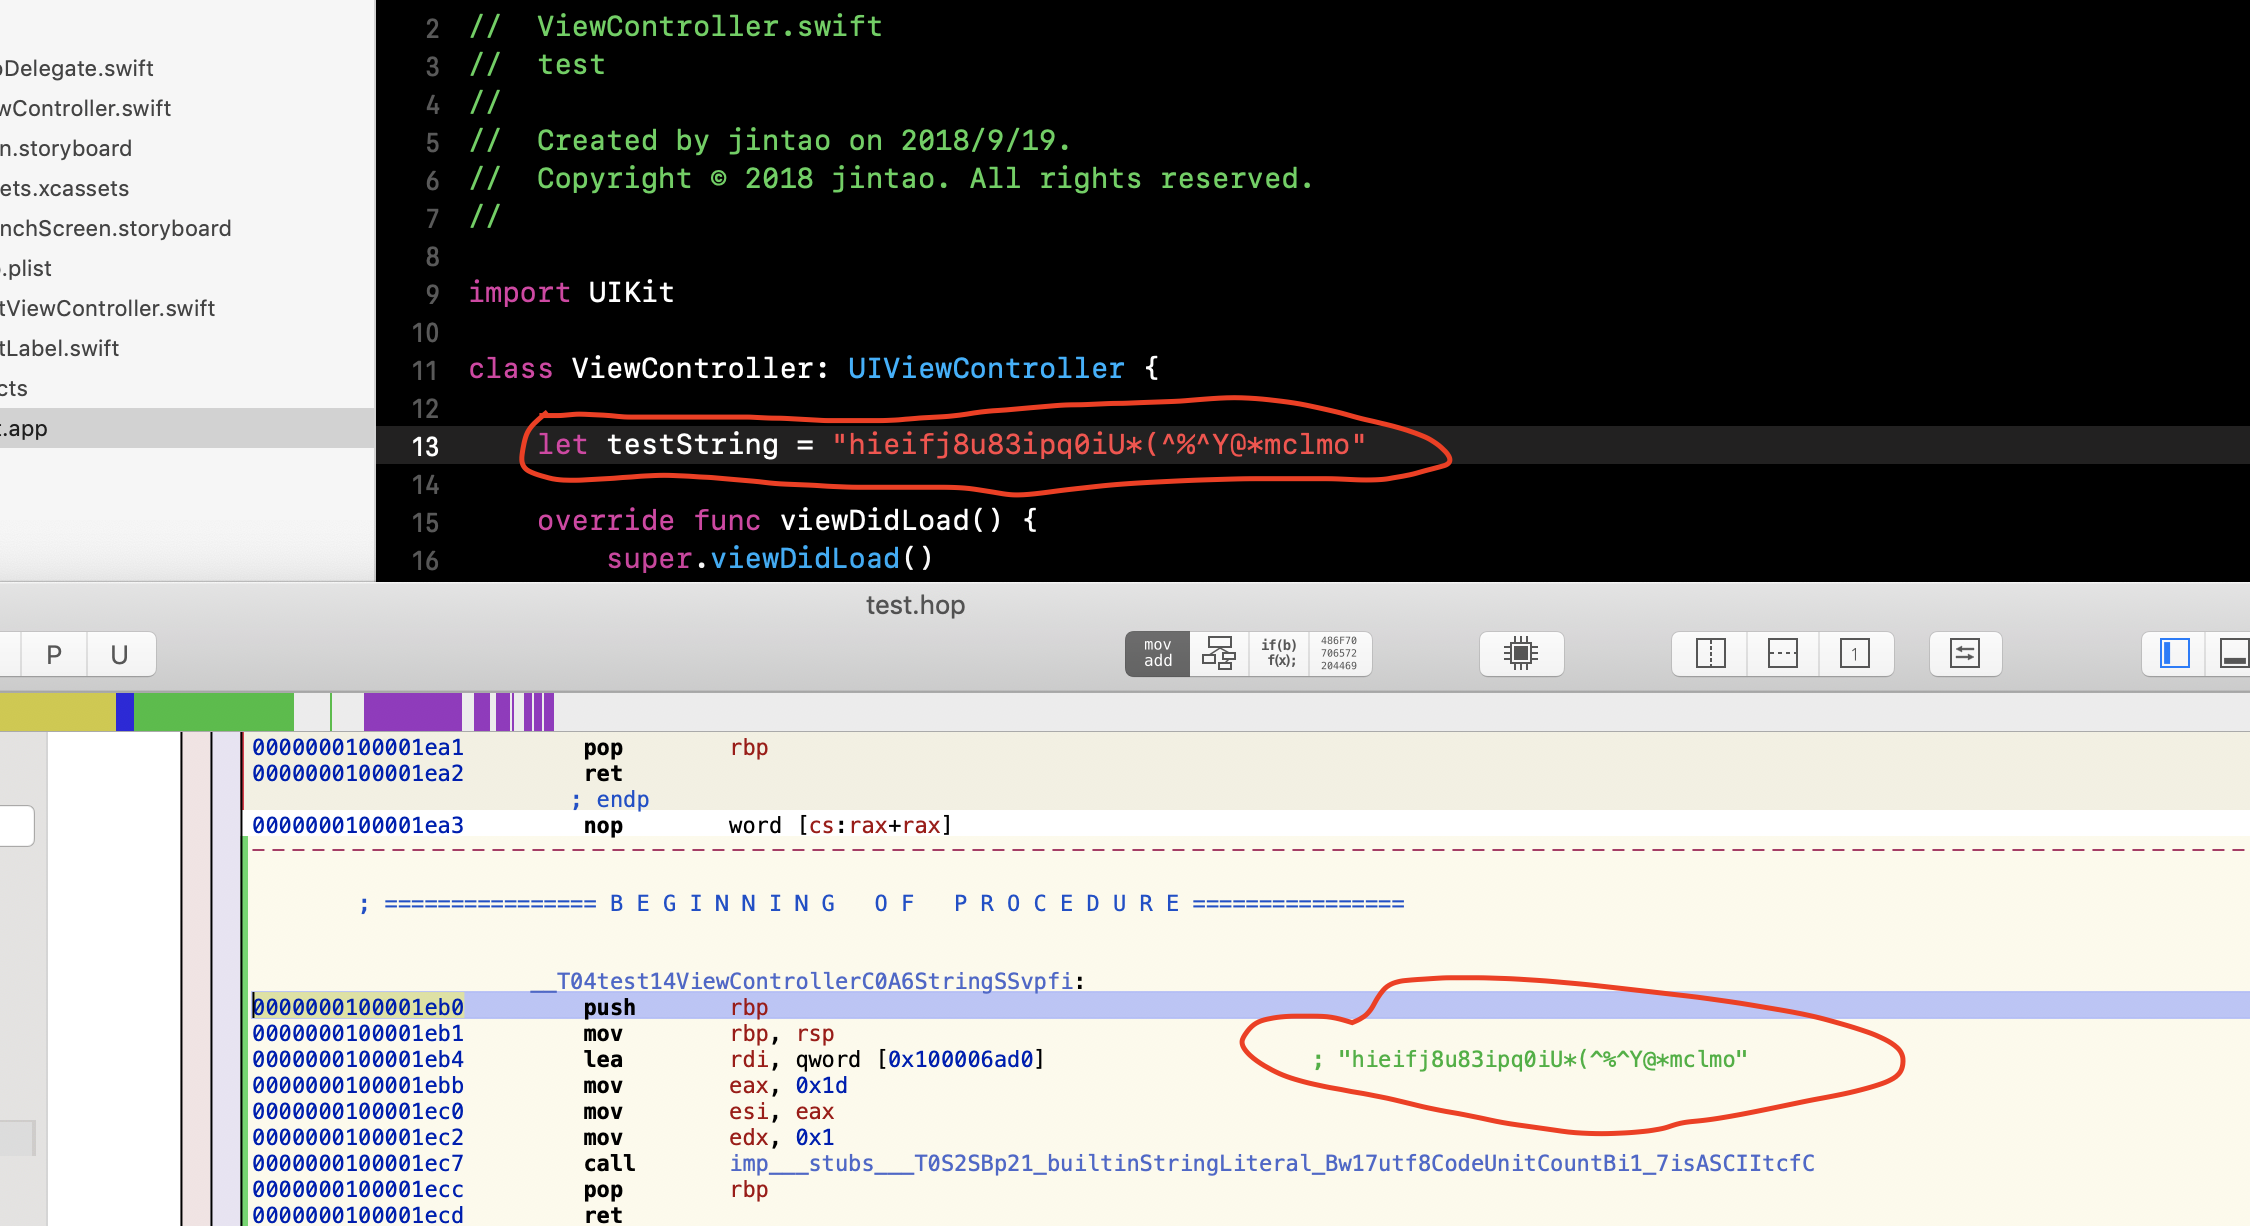 2 //  ViewController.swift
3 //  test
4 //
5 //  Created by jintao on 2018/9/19.
6 //  Copyright © 2018 jintao. All rights reserved.
7 //
8
9 import UIKit
10
11 class ViewController: UIViewController {
12
13     let testString = "hieifj8u83ipq0iU*(^%^Y@*mclmo"
14
15     override func viewDidLoad() {
16         super.viewDidLoad()
Delegate.swift
Controller.swift
n.storyboard
ets.xcassets
nchScreen.storyboard
.plist
tViewController.swift
tLabel.swift
cts
.app
test.hop
P U
mov add
if(b) f(x);
486F70 706572 204469
1
0000000100001ea1 pop rbp
0000000100001ea2 ret
; endp
0000000100001ea3 nop word [cs:rax+rax]
; ================ B E G I N N I N G   O F   P R O C E D U R E ================
__T04test14ViewControllerC0A6StringSSvpfi:
0000000100001eb0 push rbp
0000000100001eb1 mov rbp, rsp
0000000100001eb4 lea rdi, qword [0x100006ad0] ; "hieifj8u83ipq0iU*(^%^Y@*mclmo"
0000000100001ebb mov eax, 0x1d
0000000100001ec0 mov esi, eax
0000000100001ec2 mov edx, 0x1
0000000100001ec7 call imp___stubs___T0S2SBp21_builtinStringLiteral_Bw17utf8CodeUnitCountBi1_7isASCIItcfC
0000000100001ecc pop rbp
0000000100001ecd ret